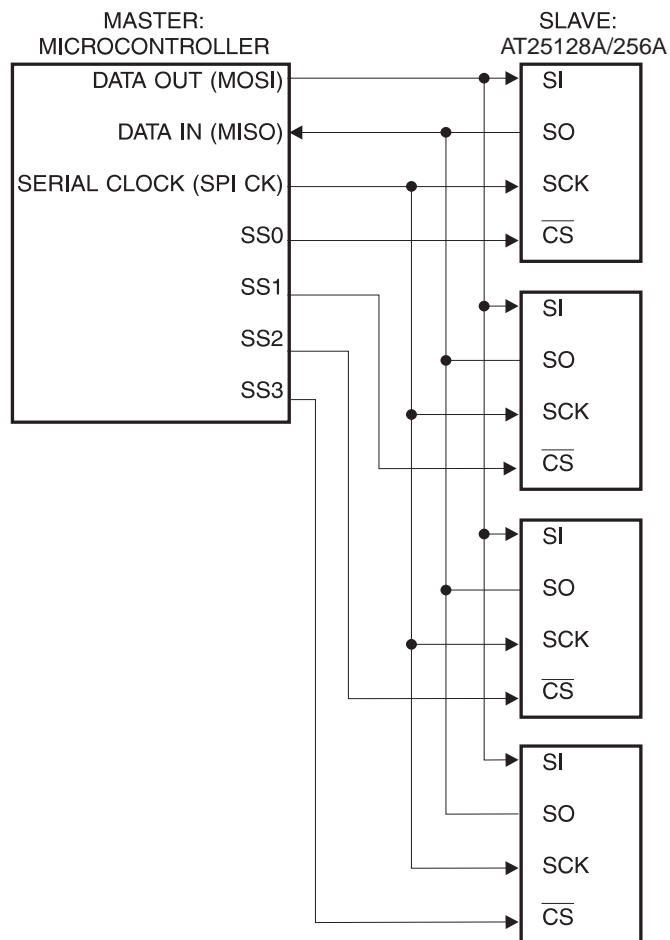 MASTER:
MICROCONTROLLER
DATA OUT (MOSI)
DATA IN (MISO)
SERIAL CLOCK (SPI CK)
SS0
SS1
SS2
SS3
SLAVE:
AT25128A/256A
SI
SO
SCK
CS
SI
SO
SCK
CS
SI
SO
SCK
CS
SI
SO
SCK
CS